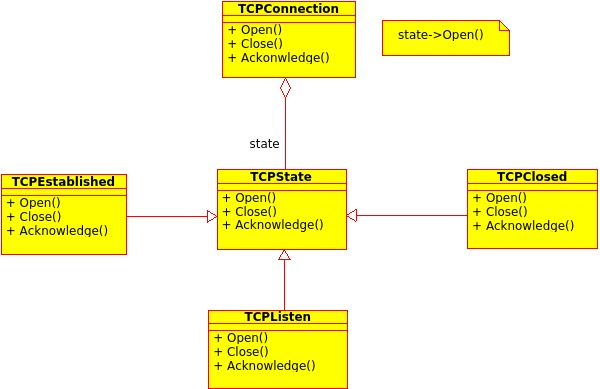 TCPConnection
+ Open()
+ Close()
+ Ackonwledge()
state->Open()
state
TCPEstablished
+ Open()
+ Close()
+ Acknowledge()
TCPState
+ Open()
+ Close()
+ Acknowledge()
TCPClosed
+ Open()
+ Close()
+ Acknowledge()
TCPListen
+ Open()
+ Close()
+ Acknowledge()